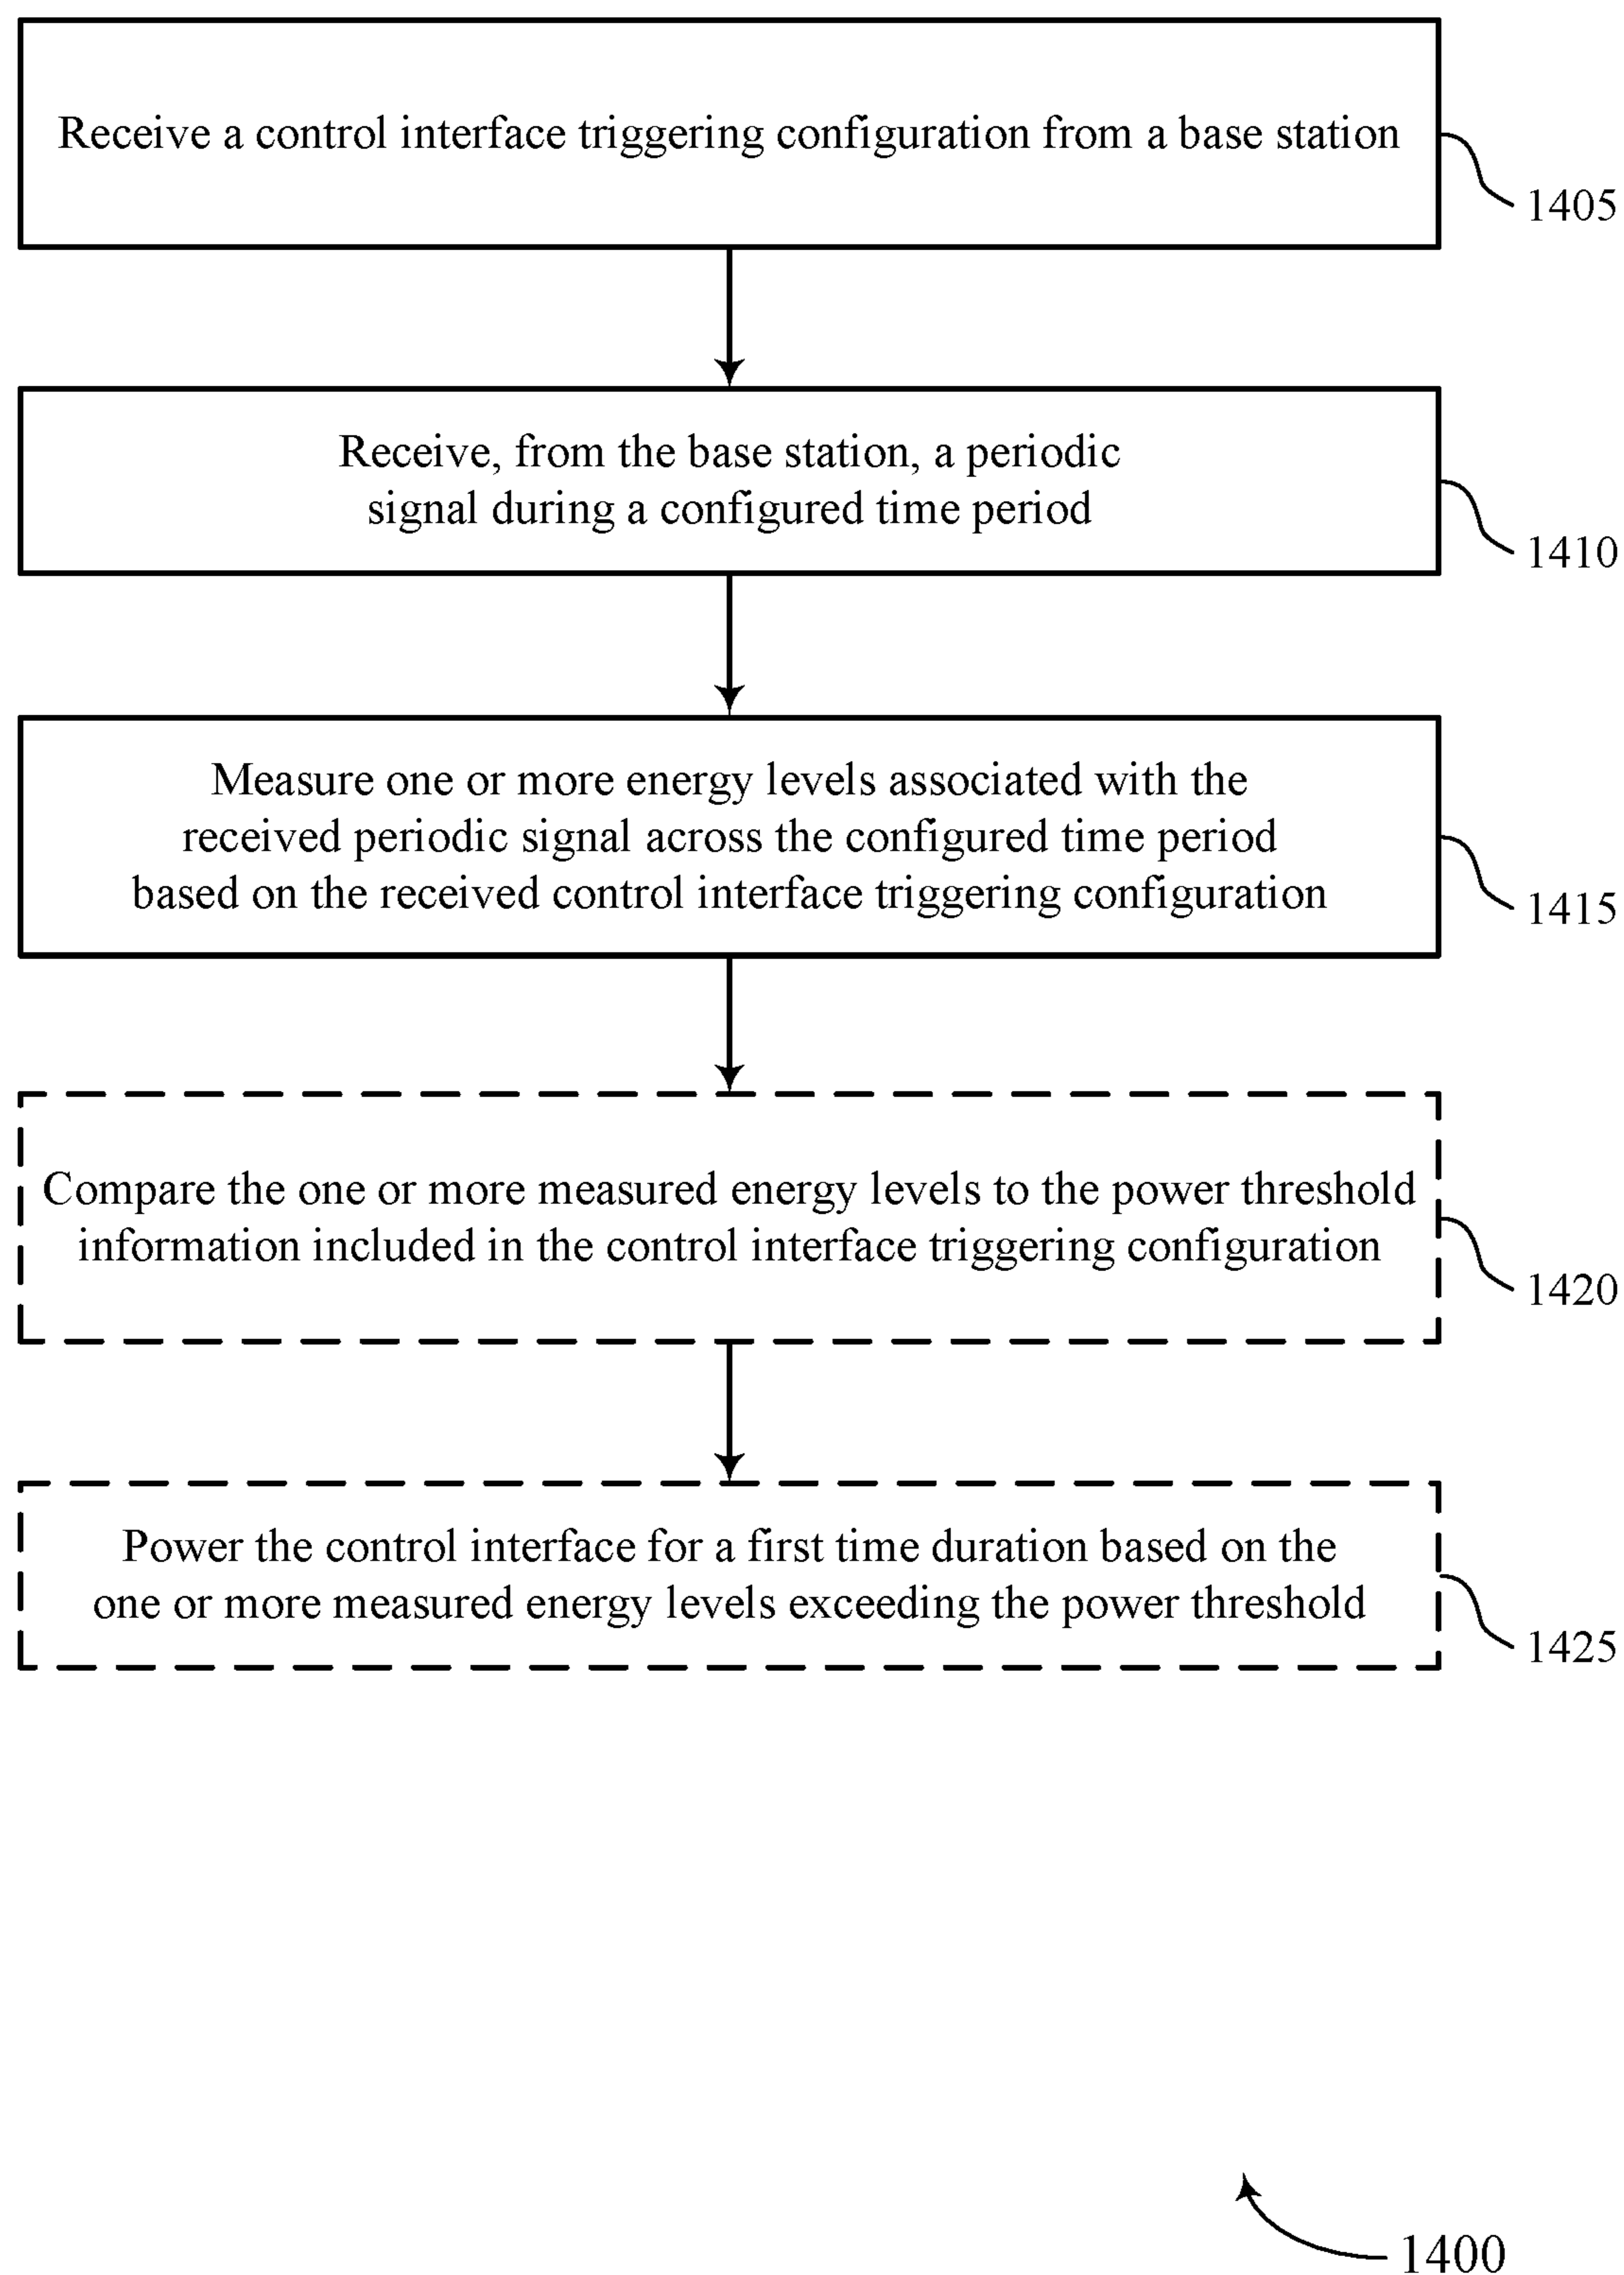 Receive a control interface triggering configuration from a base station
1405
Receive, from the base station, a periodic
signal during a configured time period
1410
Measure one or more energy levels associated with the
received periodic signal across the configured time period
based on the received control interface triggering configuration
1415
Compare the one or more measured energy levels to the power threshold
information included in the control interface triggering configuration
1420
Power the control interface for a first time duration based on the
one or more measured energy levels exceeding the power threshold
1425
1400